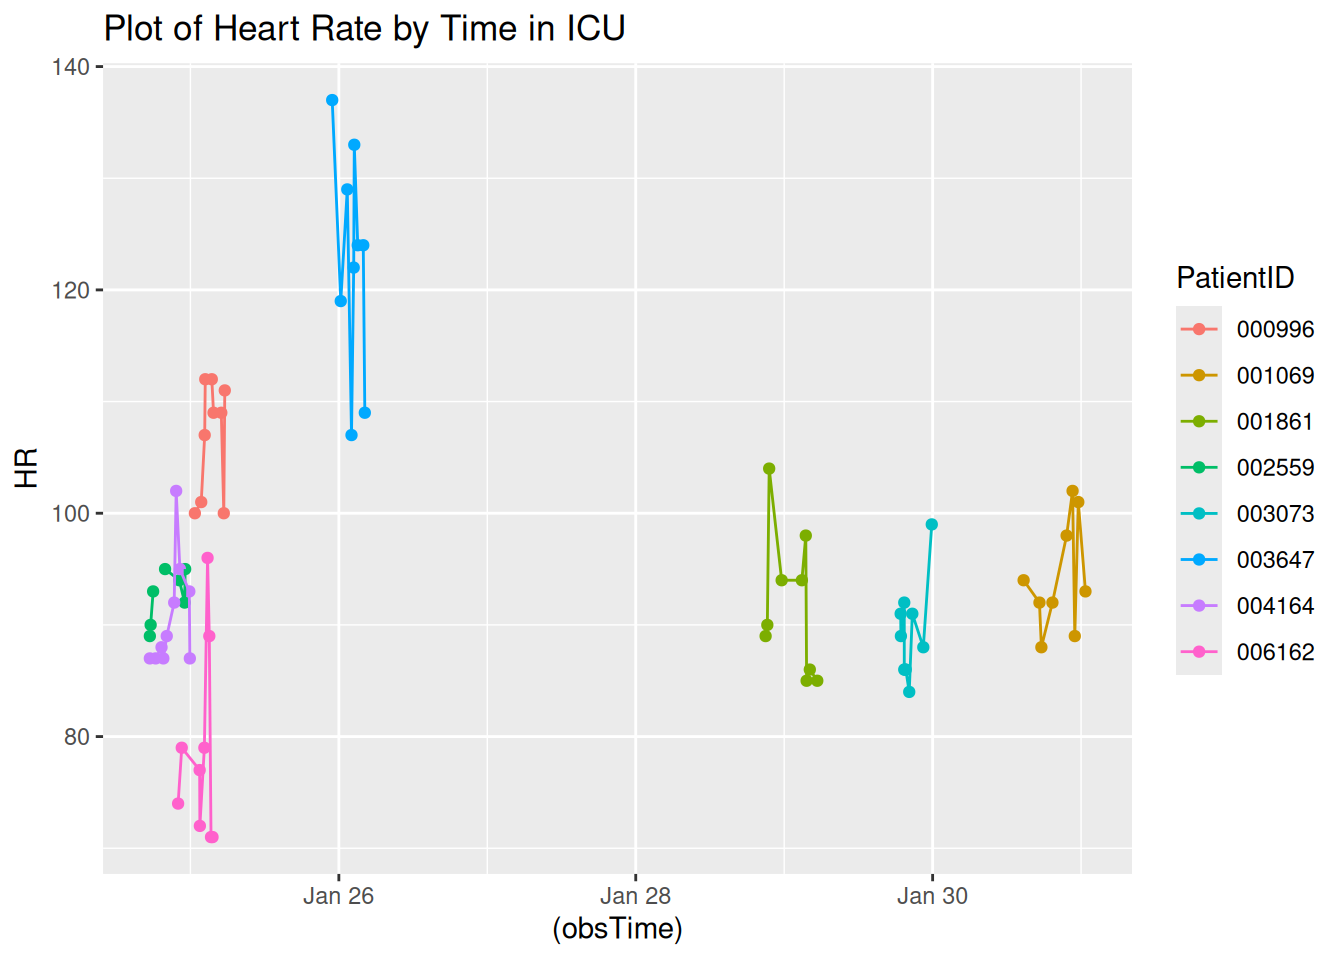 Plot of Heart Rate by Time in ICU
140
120
100
80
HR
Jan 26
Jan 28
Jan 30
(obsTime)
PatientID
000996
001069
001861
002559
003073
003647
004164
006162